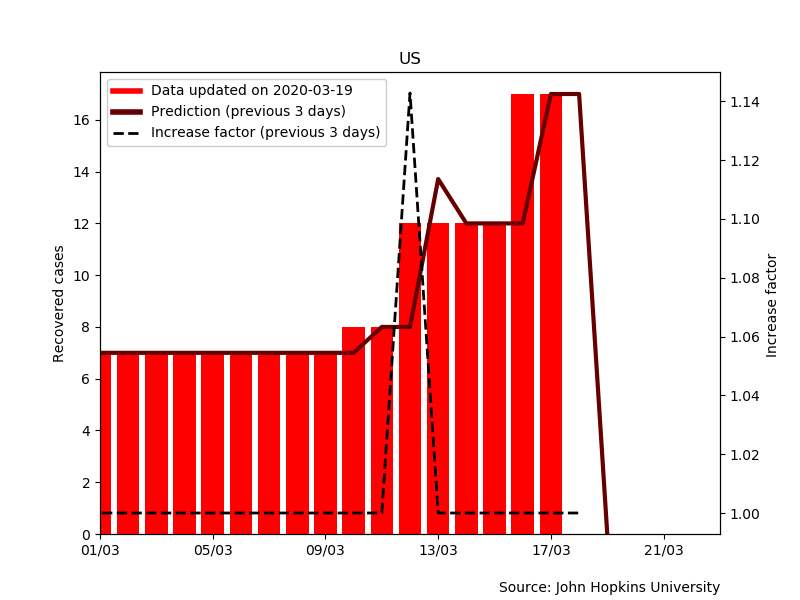 US
Data updated on 2020-03-19
Prediction (previous 3 days)
Increase factor (previous 3 days)
Recovered cases
16
14
12
10
8
6
4
2
0
1.14
1.12
1.10
1.08
1.06
1.04
1.02
1.00
Increase factor
01/03 05/03 09/03 13/03 17/03 21/03
Source: John Hopkins University